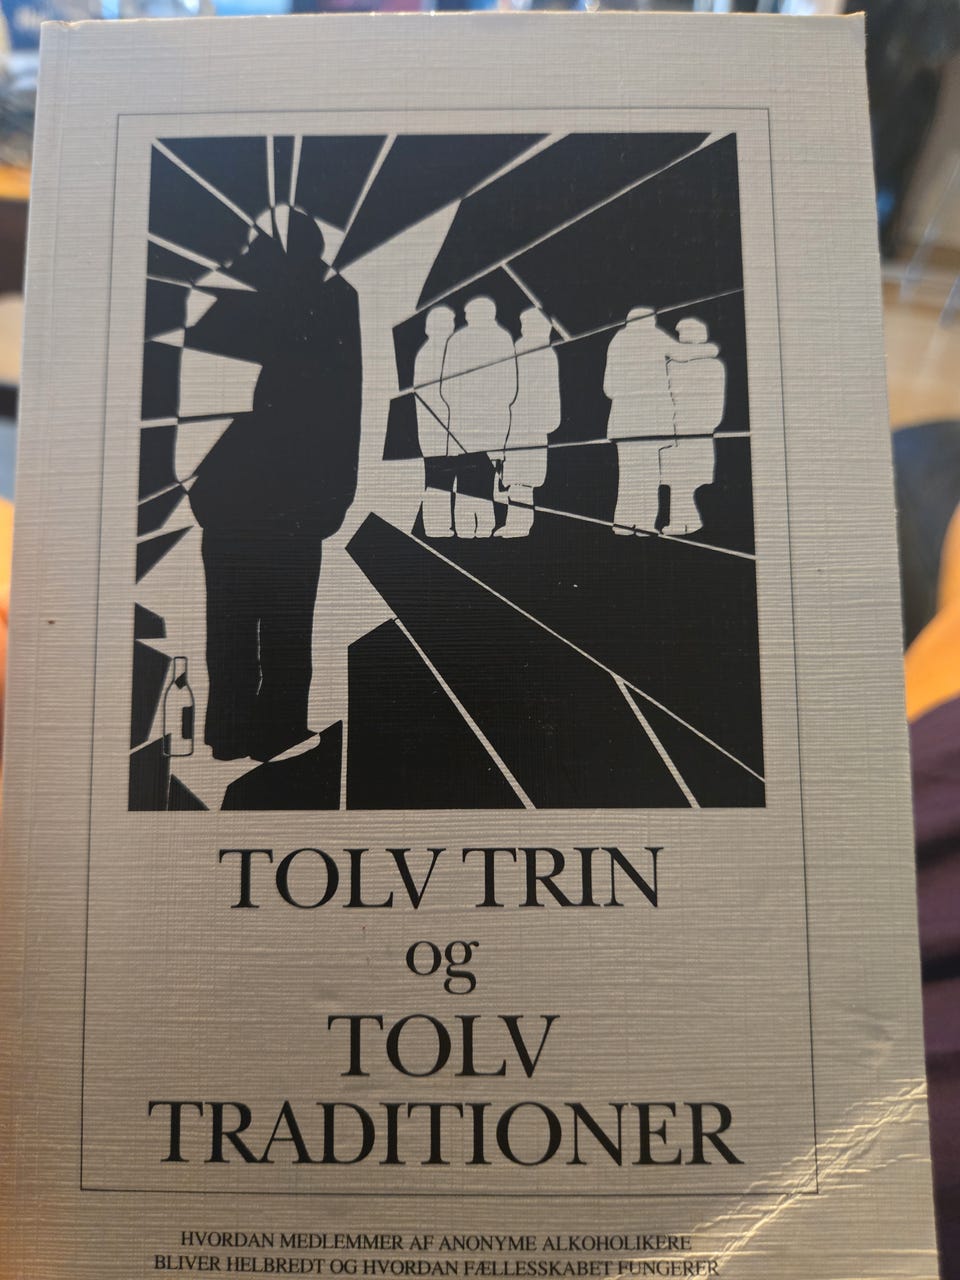 TOLV TRIN
og
TOLV
TRADITIONER
HVORDAN MEDLEMMER AF ANONYME ALKOHOLIKERE
BLIVER HELBREDT OG HVORDAN FÆLLESSKABET FUNGERER